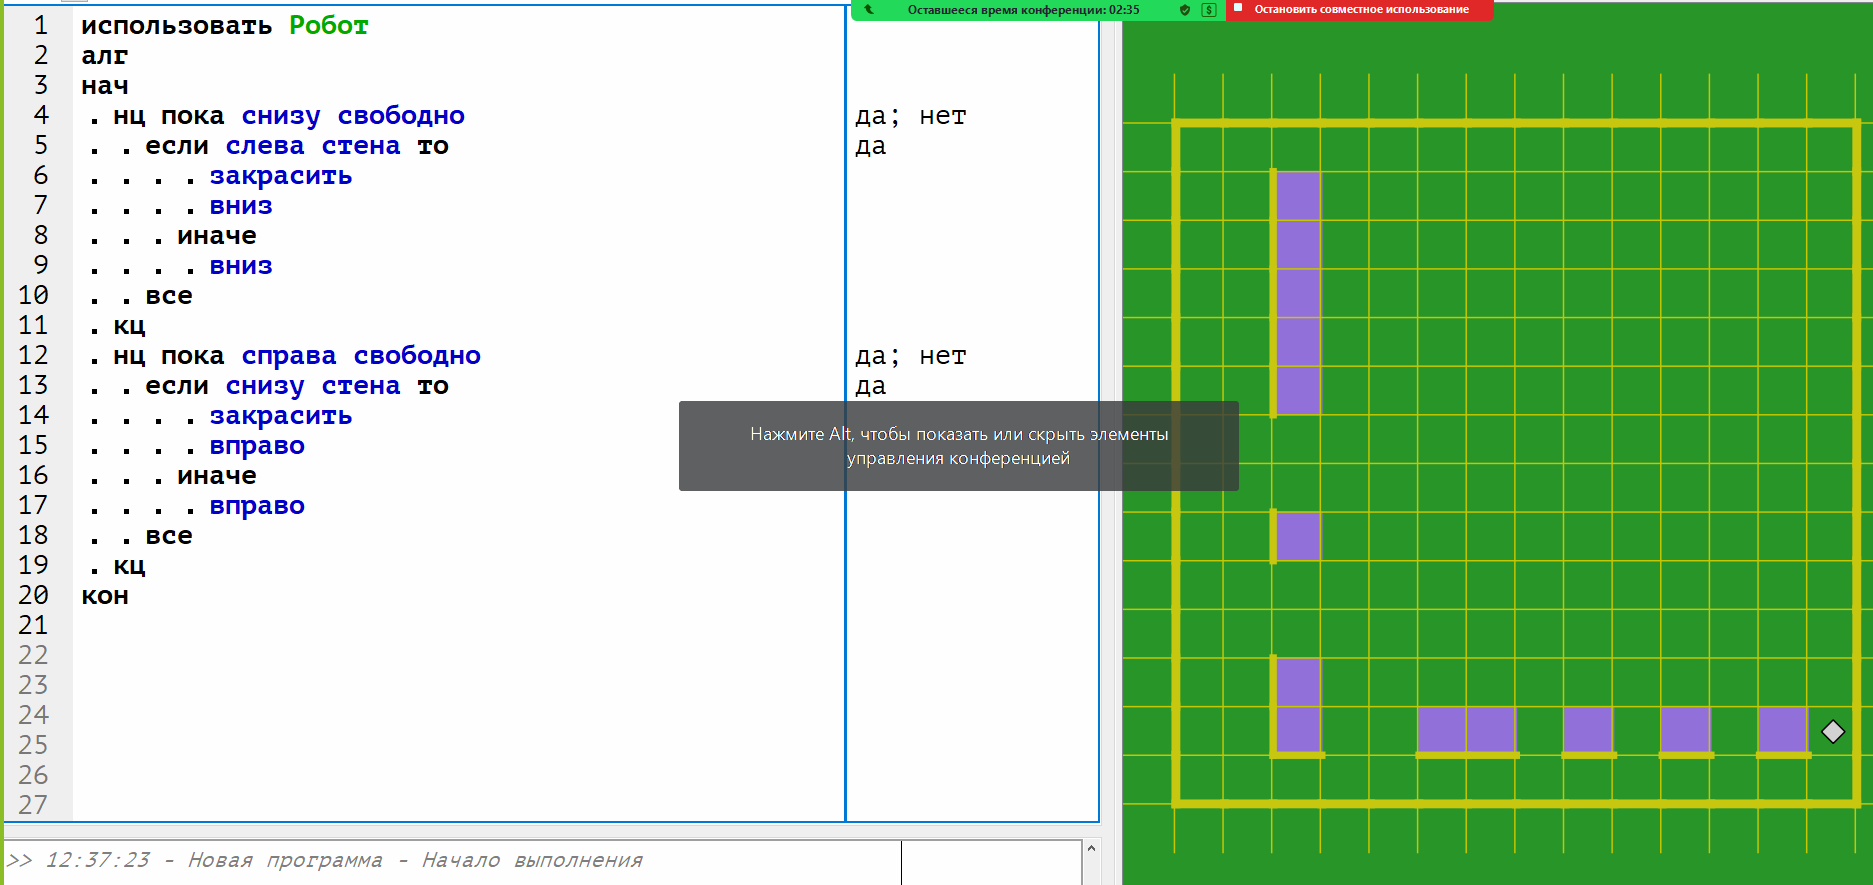 Оставшееся время конференции: 02:35
Остановить совместное использование
1 использовать Робот
2 алг
3 нач
4 . нц пока снизу свободно да; нет
5 . . если слева стена то да
6 . . . . закрасить
7 . . . . вниз
8 . . . иначе
9 . . . . вниз
10 . . все
11 . кц
12 . нц пока справа свободно да; нет
13 . . если снизу стена то да
14 . . . . закрасить
15 . . . . вправо
16 . . . иначе
17 . . . . вправо
18 . . все
19 . кц
20 кон
21
22
23
24
25
26
27
Нажмите Alt, чтобы показать или скрыть элементы
управления конференцией
>> 12:37:23 - Новая программа - Начало выполнения